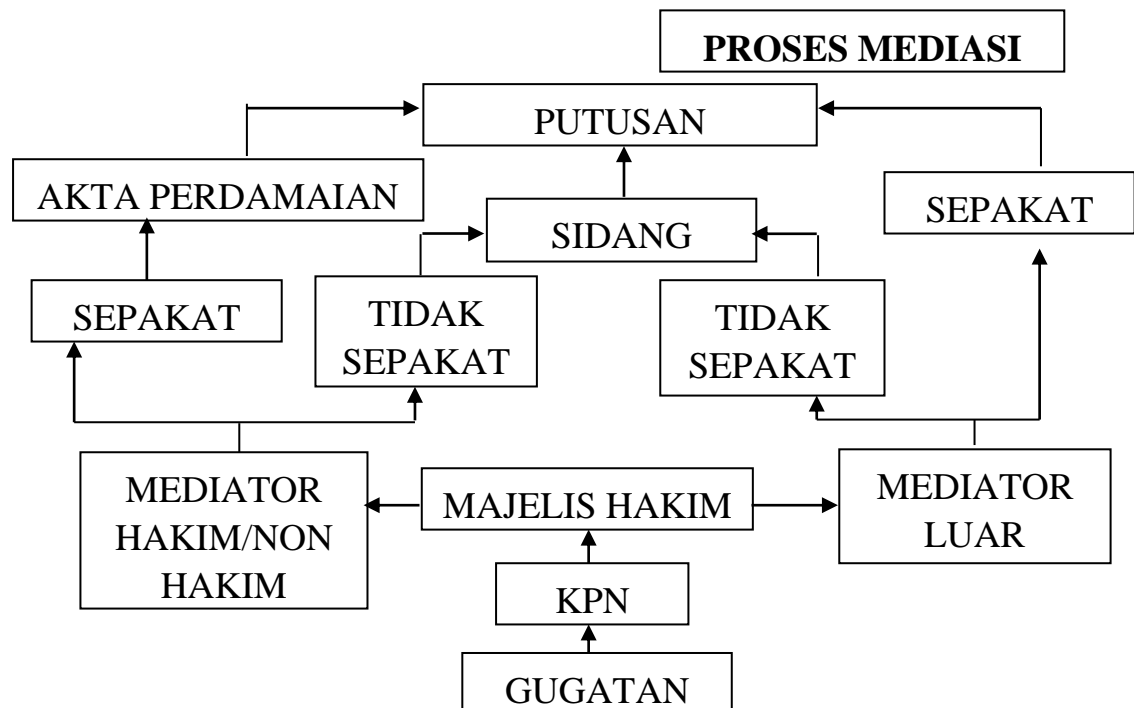 PROSES MEDIASI
PUTUSAN
AKTA PERDAMAIAN
SEPAKAT
SIDANG
SEPAKAT
TIDAK
SEPAKAT
TIDAK
SEPAKAT
MEDIATOR
HAKIM/NON
HAKIM
MAJELIS HAKIM
MEDIATOR
LUAR
KPN
GUGATAN